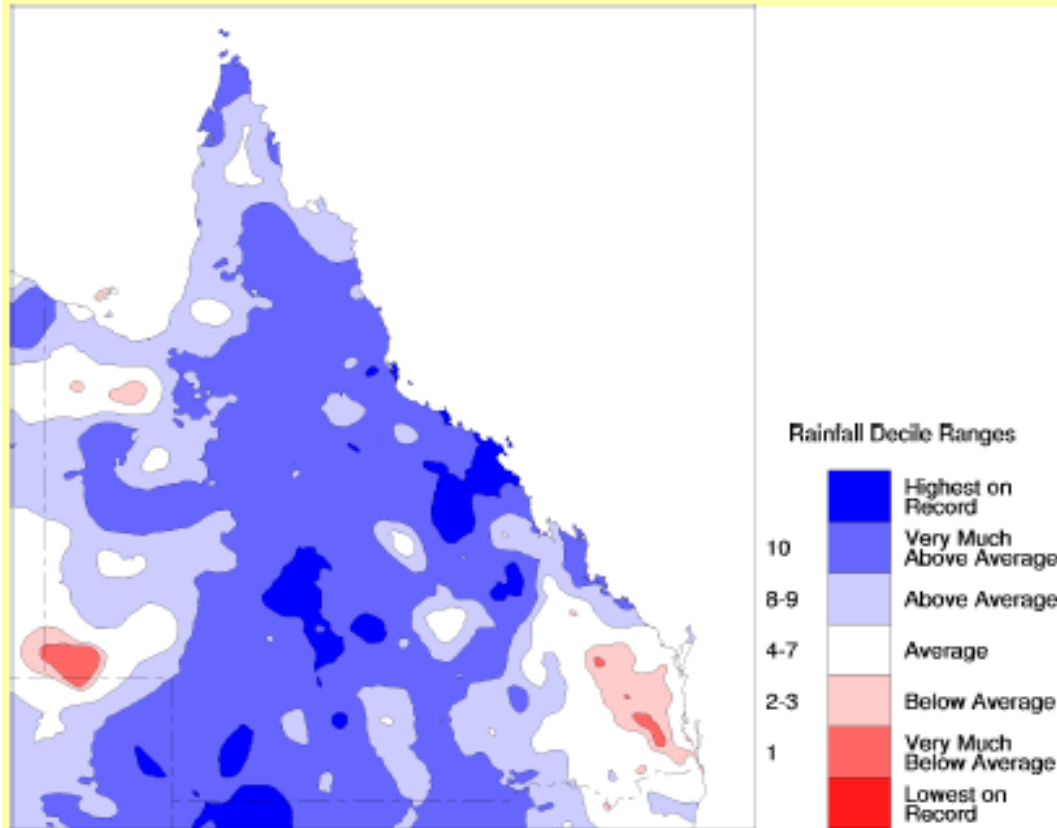 Rainfall Decile Ranges
Highest on
Record
10
Very Much
Above Average
8-9
Above Average
4-7
Average
2-3
Below Average
1
Very Much
Below Average
Lowest on
Record